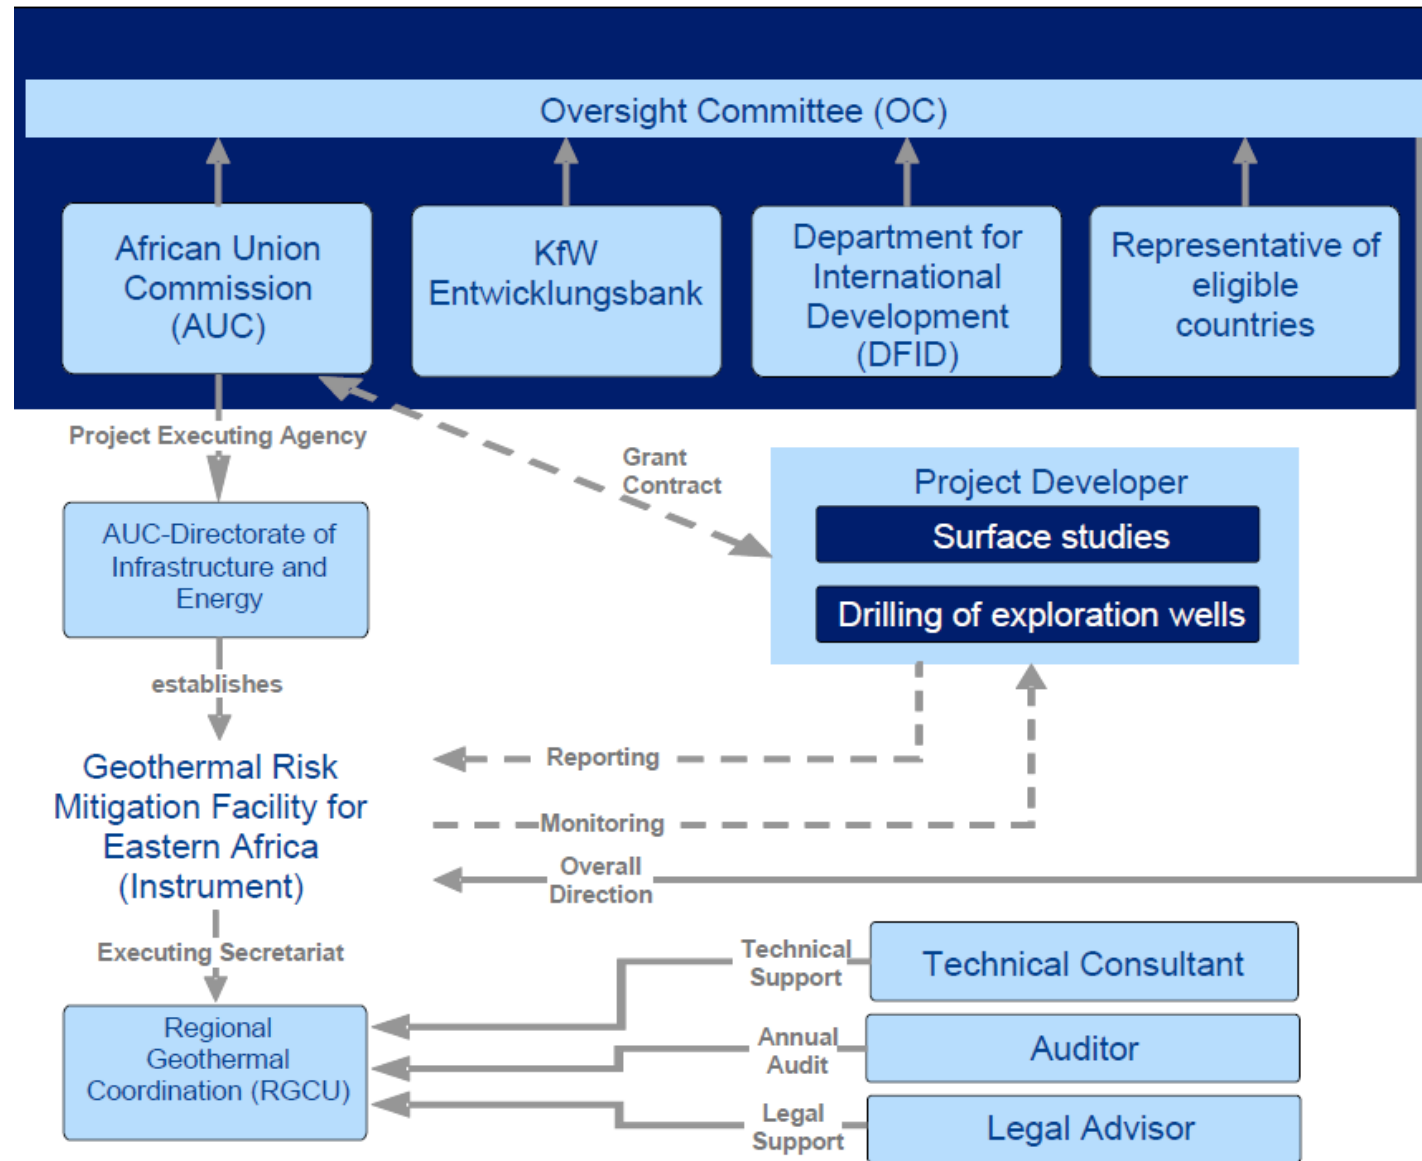 Oversight Committee (OC)
African Union
Commission
(AUC)
KfW
Entwicklungsbank
Department for
International
Development
(DFID)
Representative of
eligible
countries
Project Executing Agency
Grant
Contract
Project Developer
Surface studies
Drilling of exploration wells
AUC-Directorate of
Infrastructure and
Energy
establishes
Geothermal Risk
Mitigation Facility for
Eastern Africa
(Instrument)
Reporting
Monitoring
Overall
Direction
Executing Secretariat
Regional
Geothermal
Coordination (RGCU)
Technical
Support
Technical Consultant
Annual
Audit
Auditor
Legal
Support
Legal Advisor